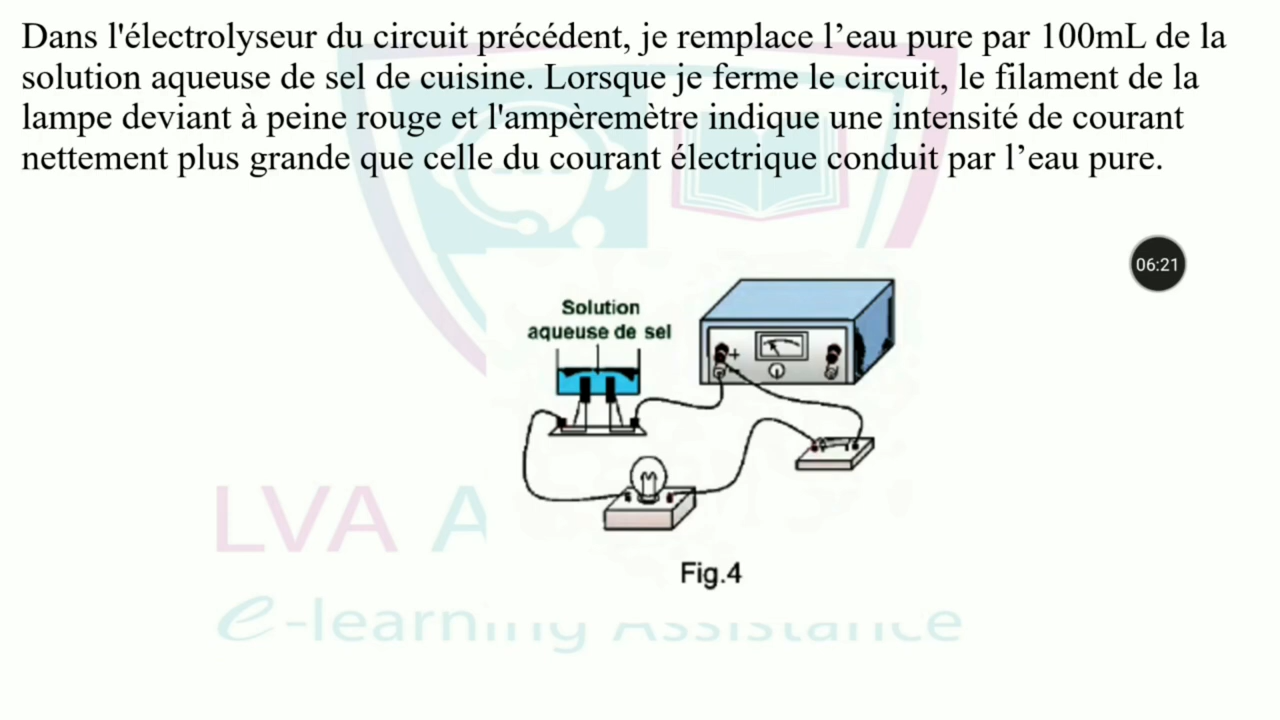 Dans l'électrolyseur du circuit précédent, je remplace l’eau pure par 100mL de la
solution aqueuse de sel de cuisine. Lorsque je ferme le circuit, le filament de la
lampe deviant à peine rouge et l'ampèremètre indique une intensité de courant
nettement plus grande que celle du courant électrique conduit par l’eau pure.
06:21
Solution
aqueuse de sel
+
-
LVA A
Fig.4
e-learning Assistance